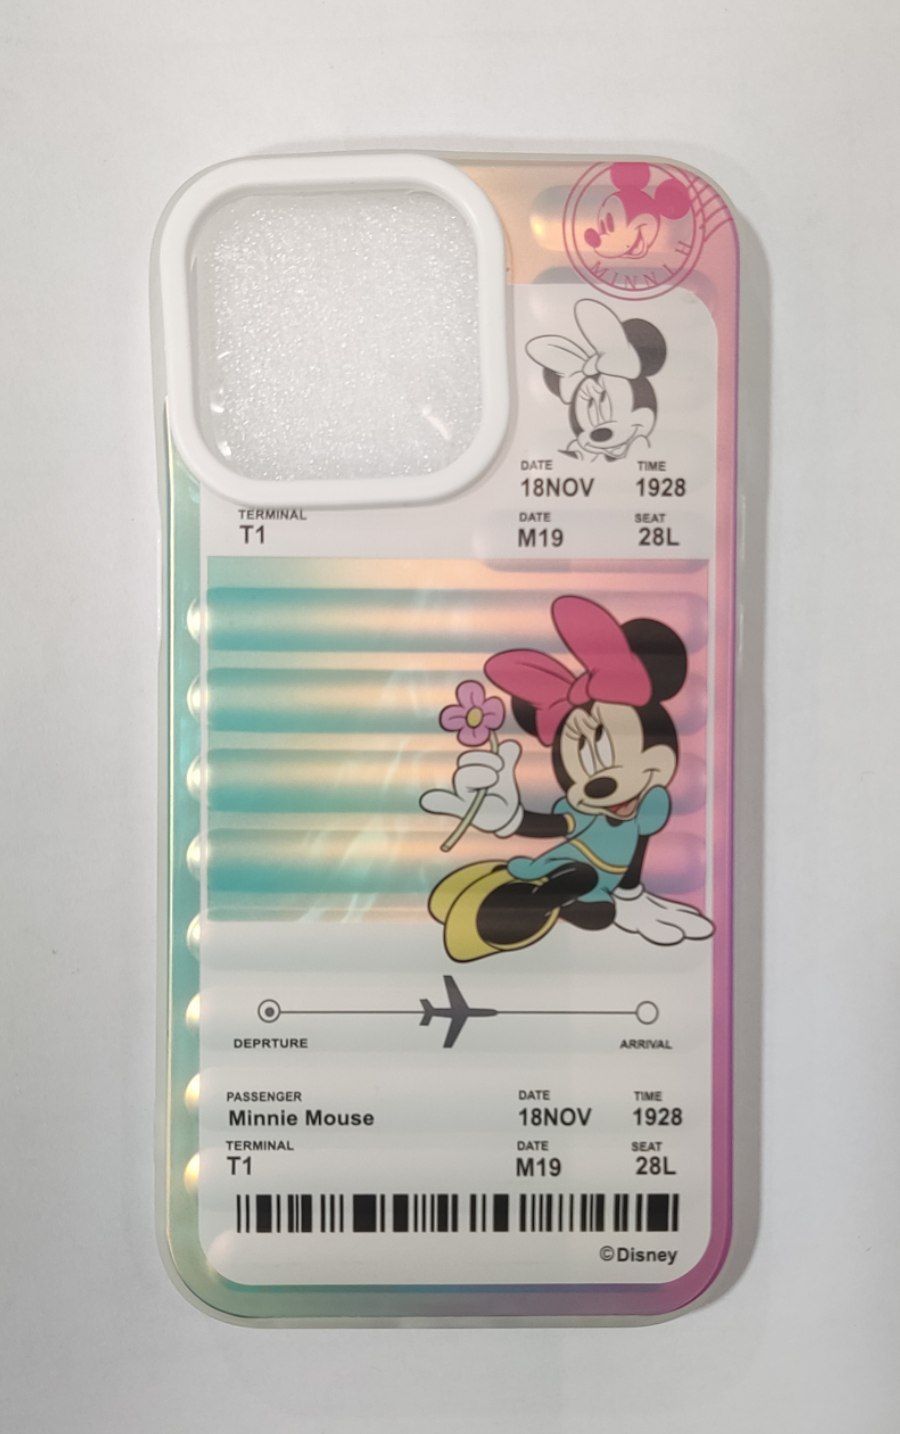 MINNIH
DATE TIME
18NOV 1928
TERMINAL DATE SEAT
T1 M19 28L
DEPRTURE ARRIVAL
PASSENGER DATE TIME
Minnie Mouse 18NOV 1928
TERMINAL DATE SEAT
T1 M19 28L
©Disney